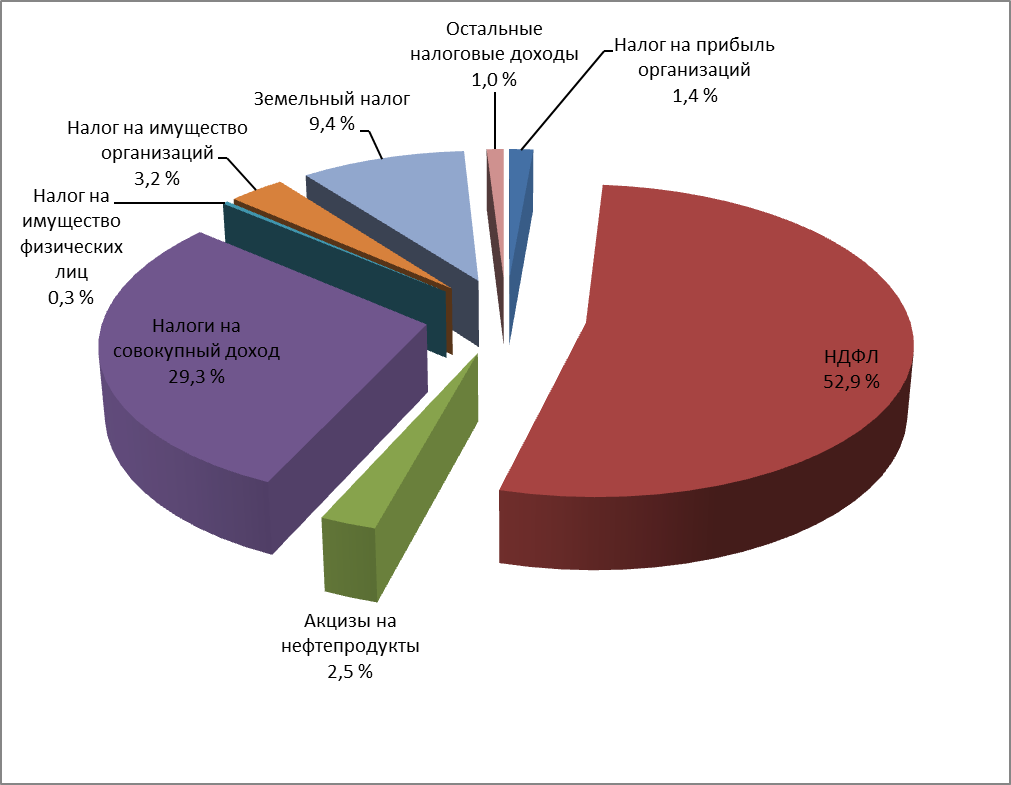 Остальные
налоговые доходы
1,0 %
Налог на прибыль
организаций
1,4 %
Земельный налог
9,4 %
Налог на имущество
организаций
3,2 %
Налог на
имущество
физических
лиц
0,3 %
Налоги на
совокупный доход
29,3 %
НДФЛ
52,9 %
Акцизы на
нефтепродукты
2,5 %